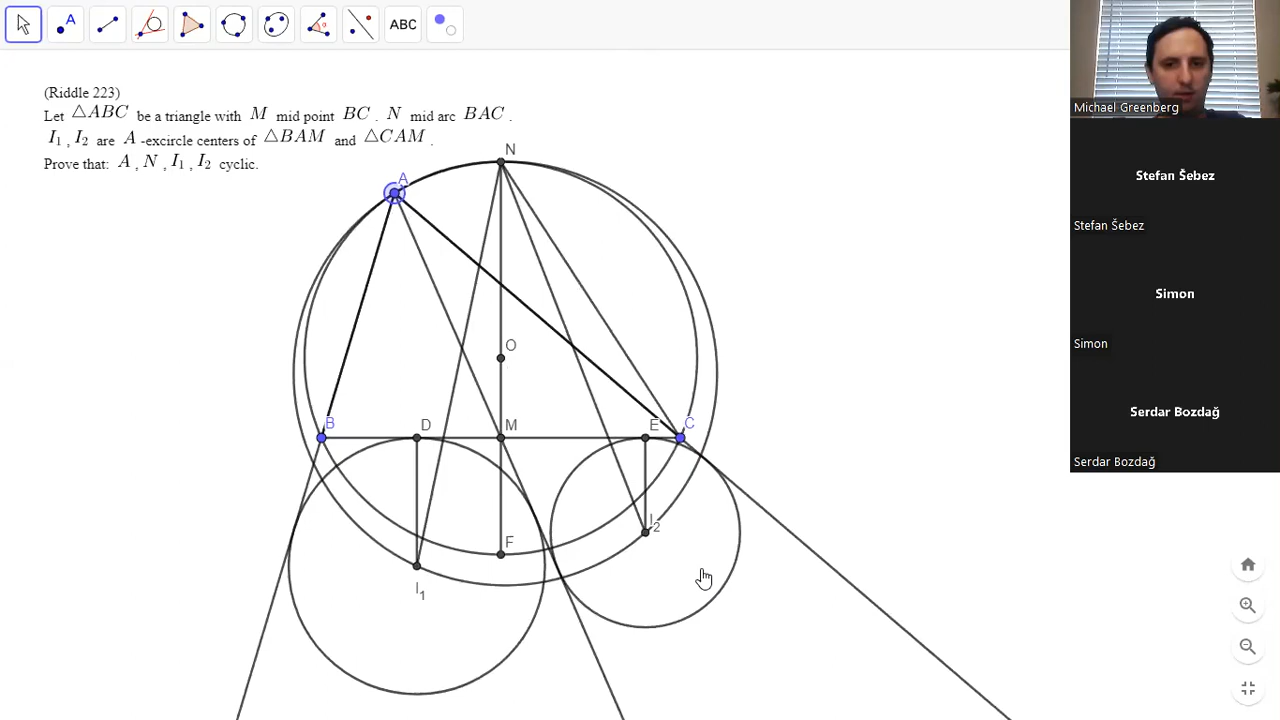 ABC
Michael Greenberg
(Riddle 223)
Let △ABC be a triangle with M mid point BC . N mid arc BAC .
I₁ , I₂ are A -excircle centers of △BAM and △CAM .
Prove that: A , N , I₁ , I₂ cyclic.
N
A
Stefan Šebez
Stefan Šebez
Simon
Simon
O
Serdar Bozdağ
Serdar Bozdağ
B
D
M
E
C
I₂
F
I₁